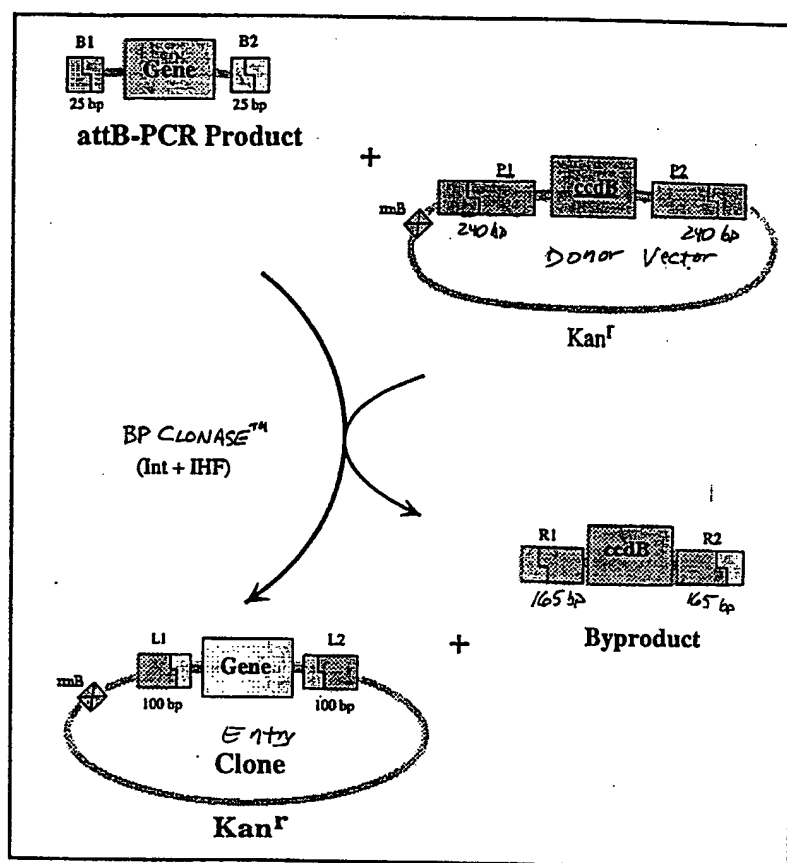 B1 B2
Gene
25 bp 25 bp
attB-PCR Product
+
P1 ccdB P2
rrnB
240 bp 240 bp
Donor Vector
Kanr
BP CLONASE™
(Int + IHF)
R1 ccdB R2
165 bp 165 bp
Byproduct
+
L1 L2
Gene
rrnB
100 bp 100 bp
Entry
Clone
Kanr